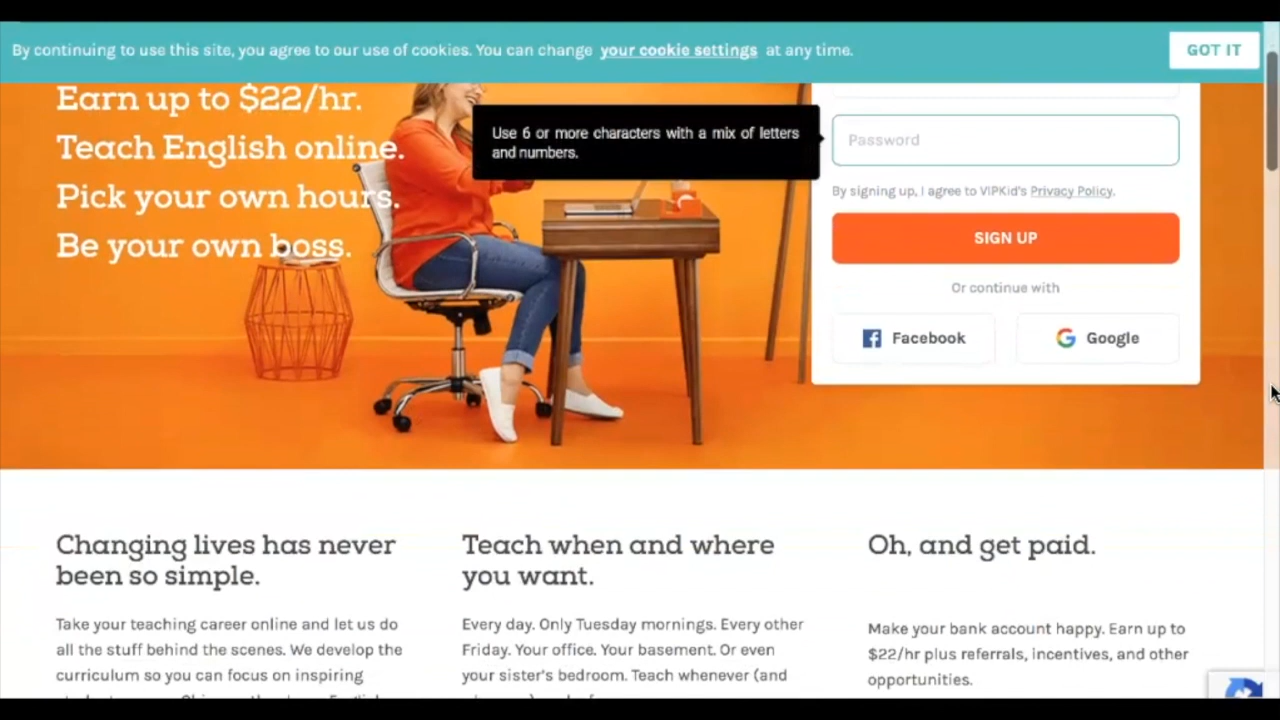 By continuing to use this site, you agree to our use of cookies. You can change your cookie settings at any time.
GOT IT
Earn up to $22/hr.
Teach English online.
Pick your own hours.
Be your own boss.
Use 6 or more characters with a mix of letters
and numbers.
Password
By signing up, I agree to VIPKid's Privacy Policy.
SIGN UP
Or continue with
Facebook
Google
Changing lives has never
been so simple.
Take your teaching career online and let us do
all the stuff behind the scenes. We develop the
curriculum so you can focus on inspiring
Teach when and where
you want.
Every day. Only Tuesday mornings. Every other
Friday. Your office. Your basement. Or even
your sister's bedroom. Teach whenever (and
Oh, and get paid.
Make your bank account happy. Earn up to
$22/hr plus referrals, incentives, and other
opportunities.